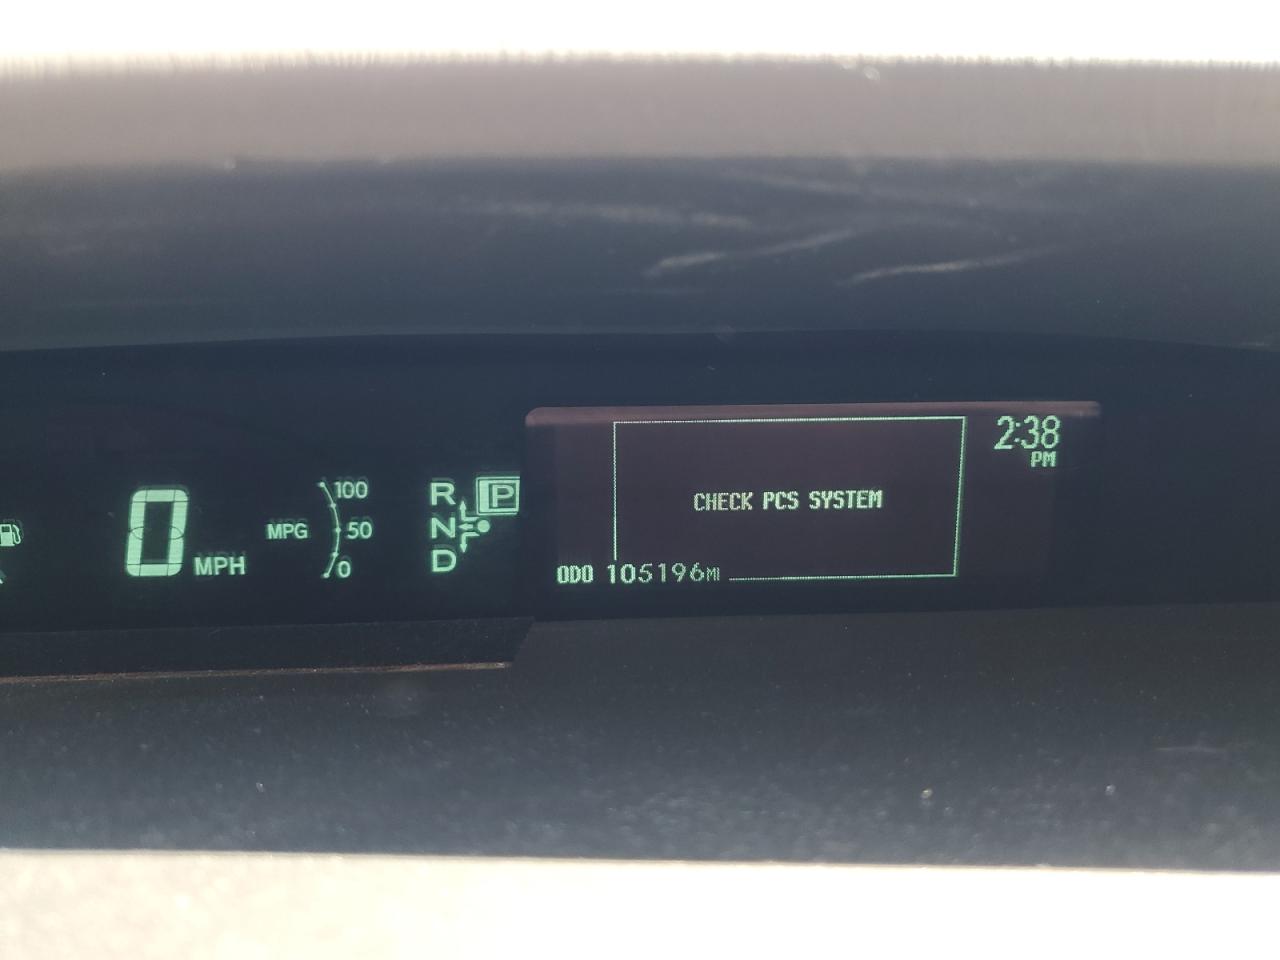 0 MPH
MPG
100
50
0
R
P
N
D
CHECK PCS SYSTEM
2:38
PM
ODO 105196MI